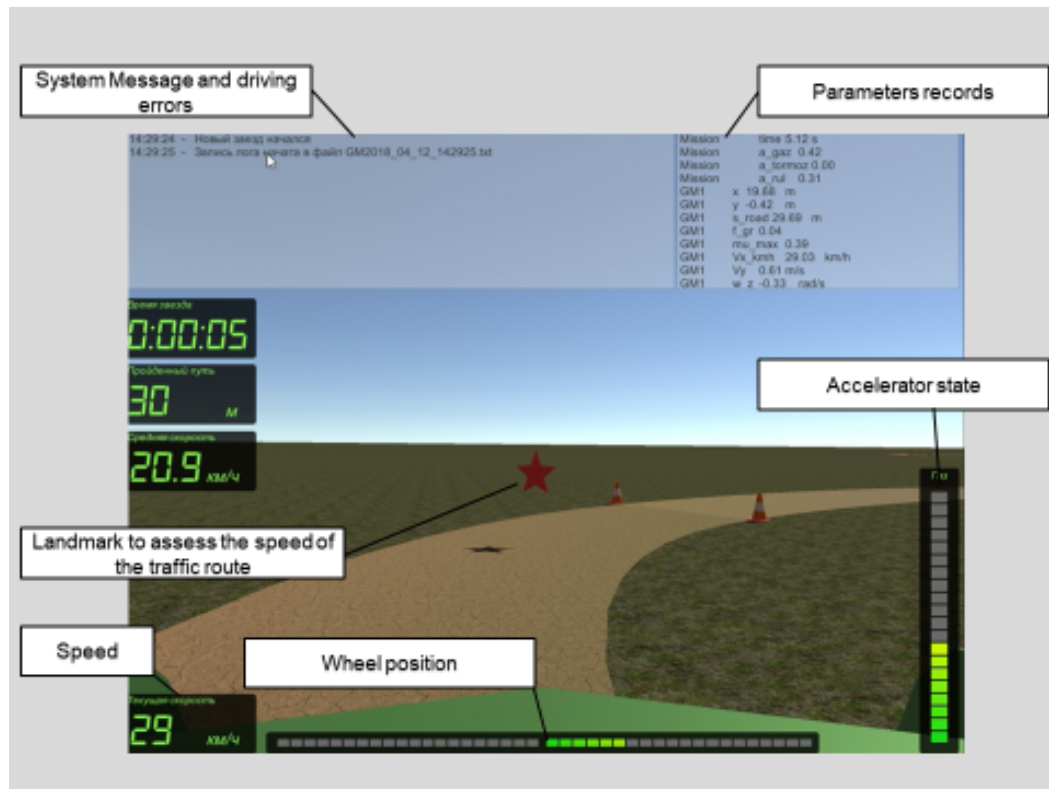 System Message and driving
errors
Parameters records
14:29:24 - Новый заезд начался
14:29:25 - Запись лога начата в файл GM2018_04_12_142925.txt
Mission time 5.12 s
Mission a_gaz 0.42
Mission a_tormoz 0.00
Mission a_rul 0.31
GM1 x 19.68 m
GM1 y -0.42 m
GM1 s_road 29.69 m
GM1 f_gr 0.04
GM1 mu_max 0.39
GM1 Vx_kmh 29.03 km/h
GM1 Vy 0.61 m/s
GM1 w_z -0.33 rad/s
Время заезда
0:00:05
Пройденный путь
30 м
Средняя скорость
20.9 км/ч
Accelerator state
Landmark to assess the speed of
the traffic route
Speed
Wheel position
Текущая скорость
29 км/ч